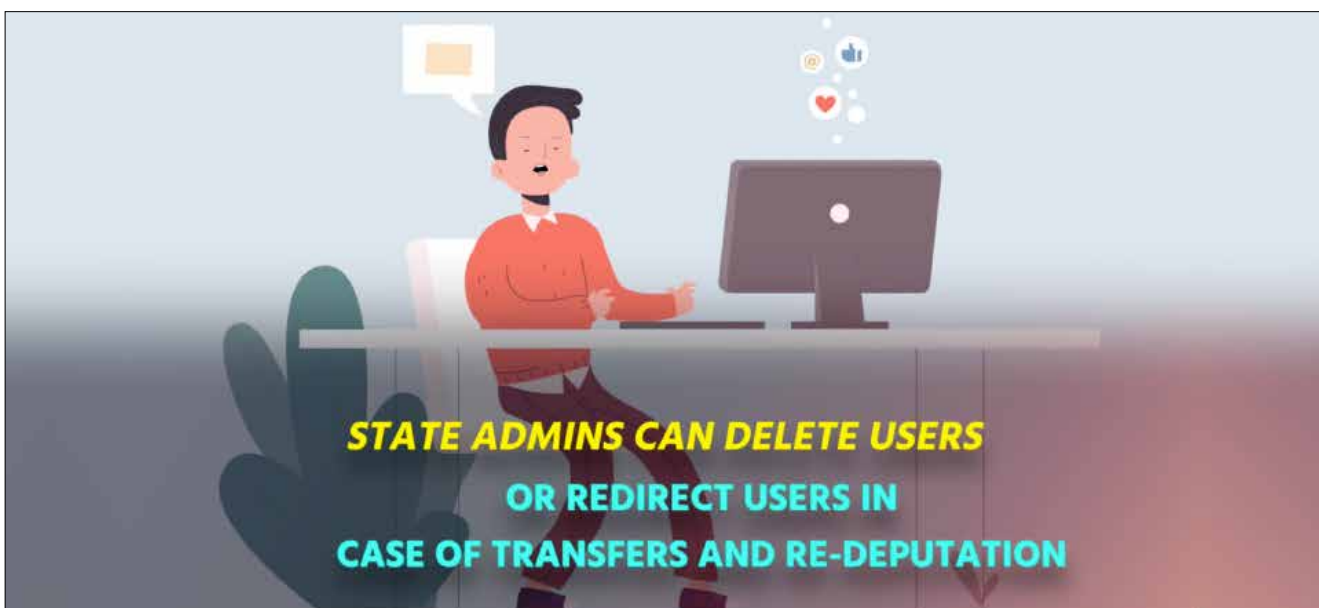 STATE ADMINS CAN DELETE USERS
OR REDIRECT USERS IN
CASE OF TRANSFERS AND RE-DEPUTATION
@